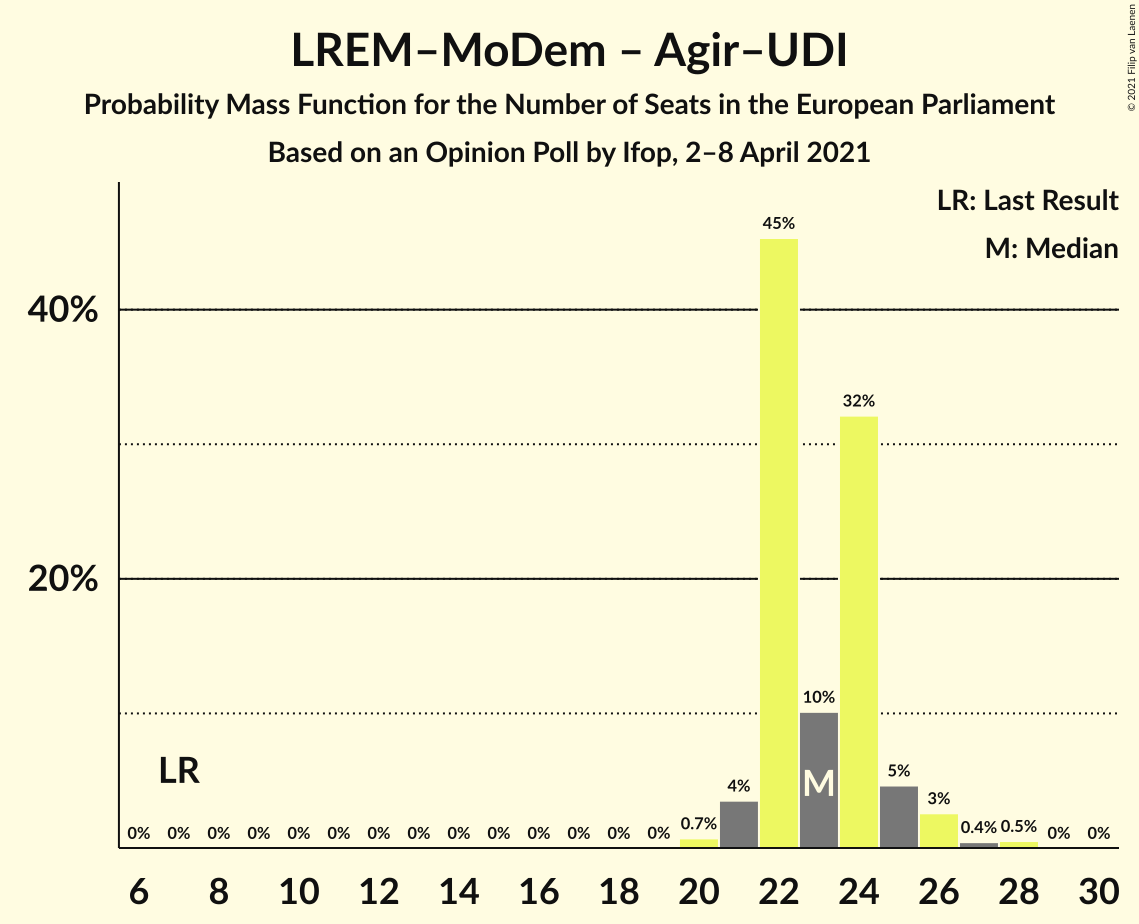 LREM–MoDem – Agir–UDI
Probability Mass Function for the Number of Seats in the European Parliament
Based on an Opinion Poll by Ifop, 2–8 April 2021
© 2021 Filip van Laenen
LR: Last Result
M: Median
45%
40%
32%
20%
10%
LR
M
4%
5%
3%
0% 0% 0% 0% 0% 0% 0% 0% 0% 0% 0% 0% 0% 0% 0.7% 0.4% 0.5% 0% 0%
6 8 10 12 14 16 18 20 22 24 26 28 30